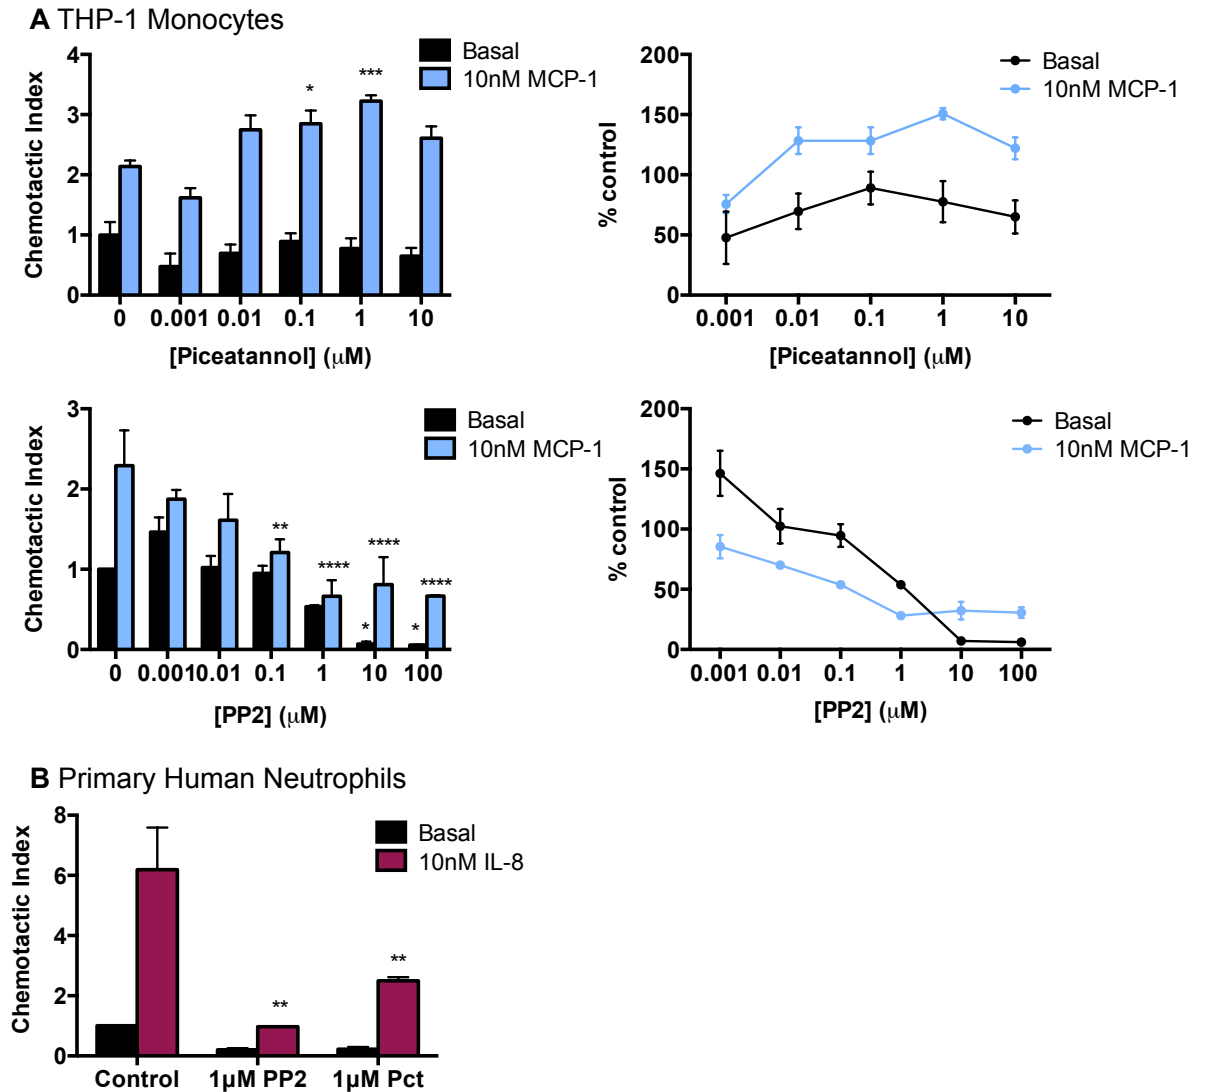 A THP-1 Monocytes
Chemotactic Index
4
3
2
1
0
* ***
Basal
10nM MCP-1
0 0.001 0.01 0.1 1 10
[Piceatannol] (μM)
% control
200
150
100
50
0
Basal
10nM MCP-1
0.001 0.01 0.1 1 10
[Piceatannol] (μM)
Chemotactic Index
3
2
1
0
Basal
10nM MCP-1
** **** **** ****
* *
0 0.001 0.01 0.1 1 10 100
[PP2] (μM)
% control
200
150
100
50
0
Basal
10nM MCP-1
0.001 0.01 0.1 1 10 100
[PP2] (μM)
B Primary Human Neutrophils
Chemotactic Index
8
6
4
2
0
Basal
10nM IL-8
** **
Control 1μM PP2 1μM Pct